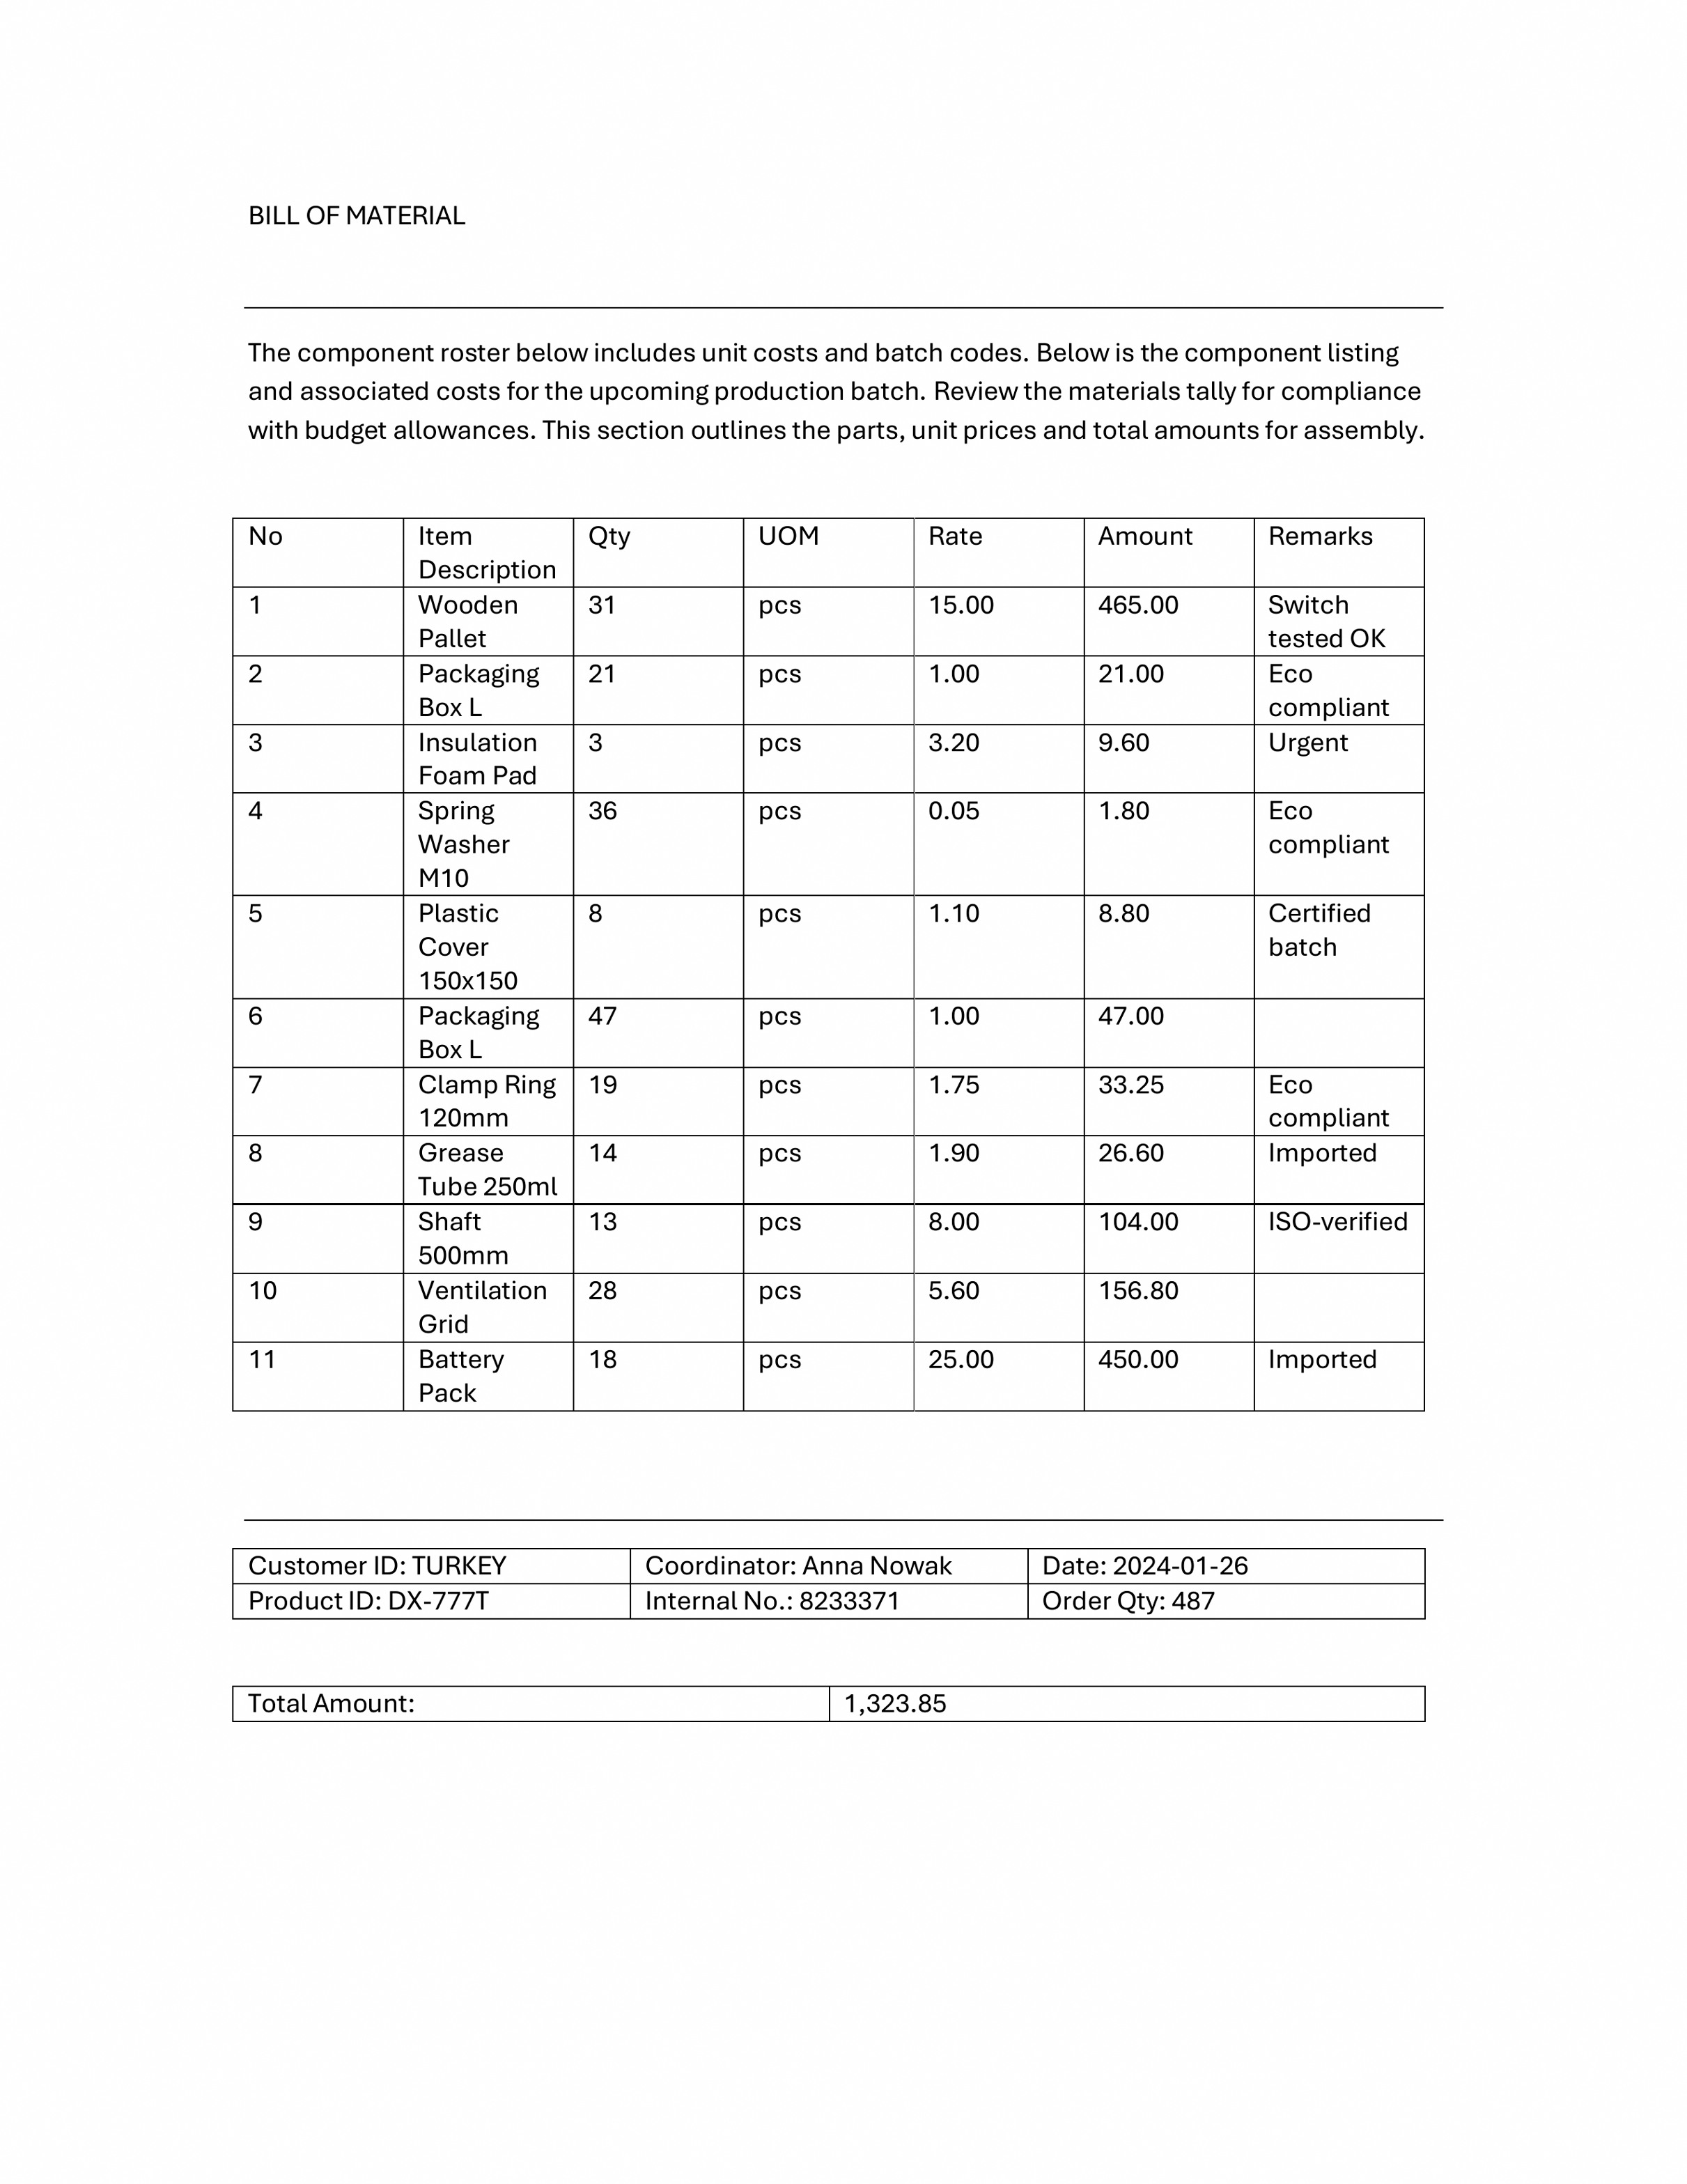 BILL OF MATERIAL
The component roster below includes unit costs and batch codes. Below is the component listing
and associated costs for the upcoming production batch. Review the materials tally for compliance
with budget allowances. This section outlines the parts, unit prices and total amounts for assembly.
No Item Description Qty UOM Rate Amount Remarks
1 Wooden Pallet 31 pcs 15.00 465.00 Switch tested OK
2 Packaging Box L 21 pcs 1.00 21.00 Eco compliant
3 Insulation Foam Pad 3 pcs 3.20 9.60 Urgent
4 Spring Washer M10 36 pcs 0.05 1.80 Eco compliant
5 Plastic Cover 150x150 8 pcs 1.10 8.80 Certified batch
6 Packaging Box L 47 pcs 1.00 47.00
7 Clamp Ring 120mm 19 pcs 1.75 33.25 Eco compliant
8 Grease Tube 250ml 14 pcs 1.90 26.60 Imported
9 Shaft 500mm 13 pcs 8.00 104.00 ISO-verified
10 Ventilation Grid 28 pcs 5.60 156.80
11 Battery Pack 18 pcs 25.00 450.00 Imported
Customer ID: TURKEY Coordinator: Anna Nowak Date: 2024-01-26
Product ID: DX-777T Internal No.: 8233371 Order Qty: 487
Total Amount: 1,323.85